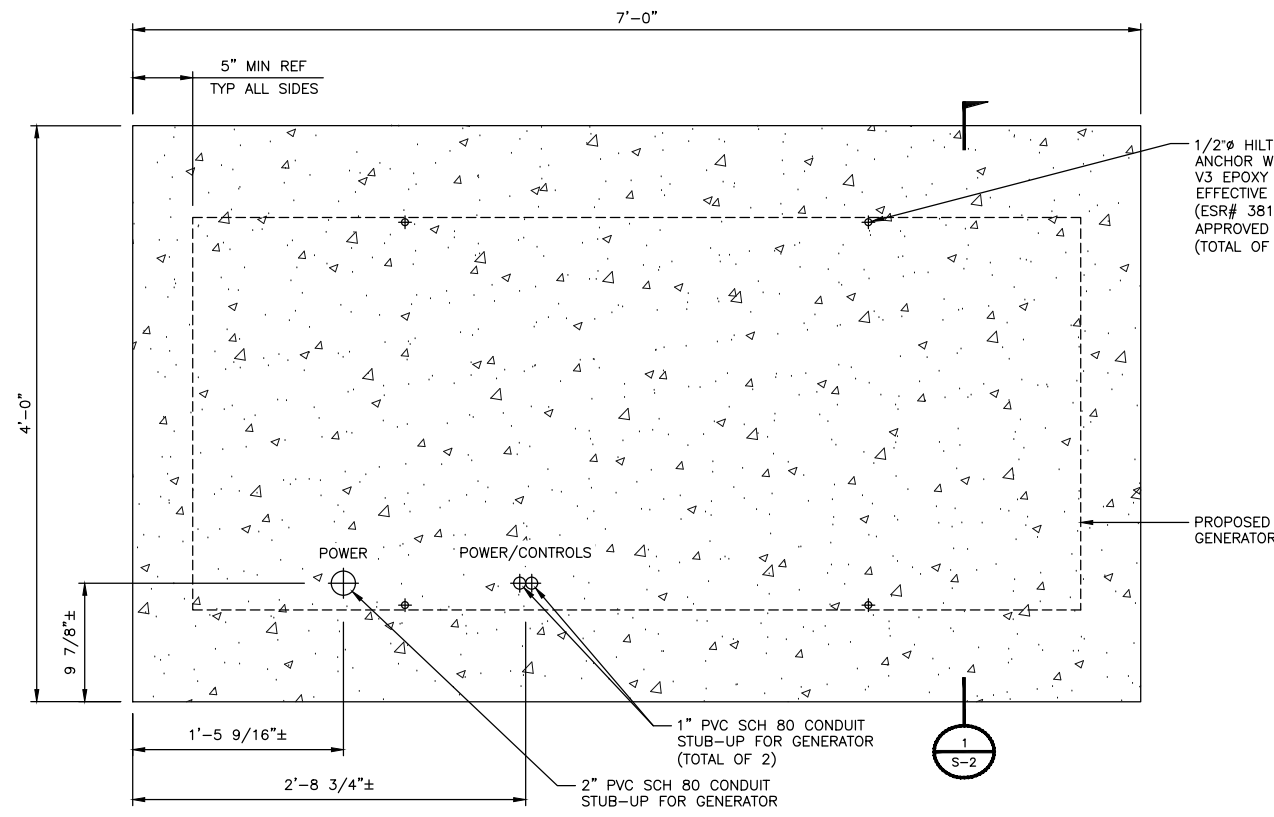 7'-0"
5" MIN REF
TYP ALL SIDES
4'-0"
1/2"ø HILT
ANCHOR W
V3 EPOXY
EFFECTIVE
(ESR# 381
APPROVED
(TOTAL OF
PROPOSED
GENERATOR
POWER
POWER/CONTROLS
9 7/8"±
1'-5 9/16"±
2'-8 3/4"±
1" PVC SCH 80 CONDUIT
STUB-UP FOR GENERATOR
(TOTAL OF 2)
2" PVC SCH 80 CONDUIT
STUB-UP FOR GENERATOR
1
S-2